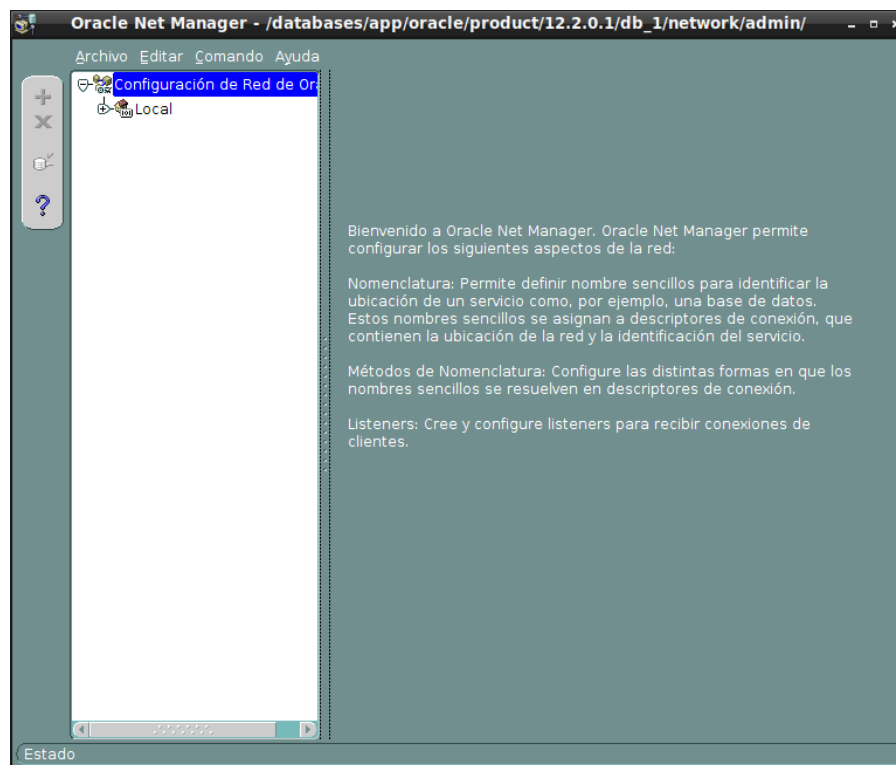 Oracle Net Manager - /databases/app/oracle/product/12.2.0.1/db_1/network/admin/
Archivo Editar Comando Ayuda
Configuración de Red de Or
Local
Bienvenido a Oracle Net Manager. Oracle Net Manager permite
configurar los siguientes aspectos de la red:
Nomenclatura: Permite definir nombre sencillos para identificar la
ubicación de un servicio como, por ejemplo, una base de datos.
Estos nombres sencillos se asignan a descriptores de conexión, que
contienen la ubicación de la red y la identificación del servicio.
Métodos de Nomenclatura: Configure las distintas formas en que los
nombres sencillos se resuelven en descriptores de conexión.
Listeners: Cree y configure listeners para recibir conexiones de
clientes.
Estado